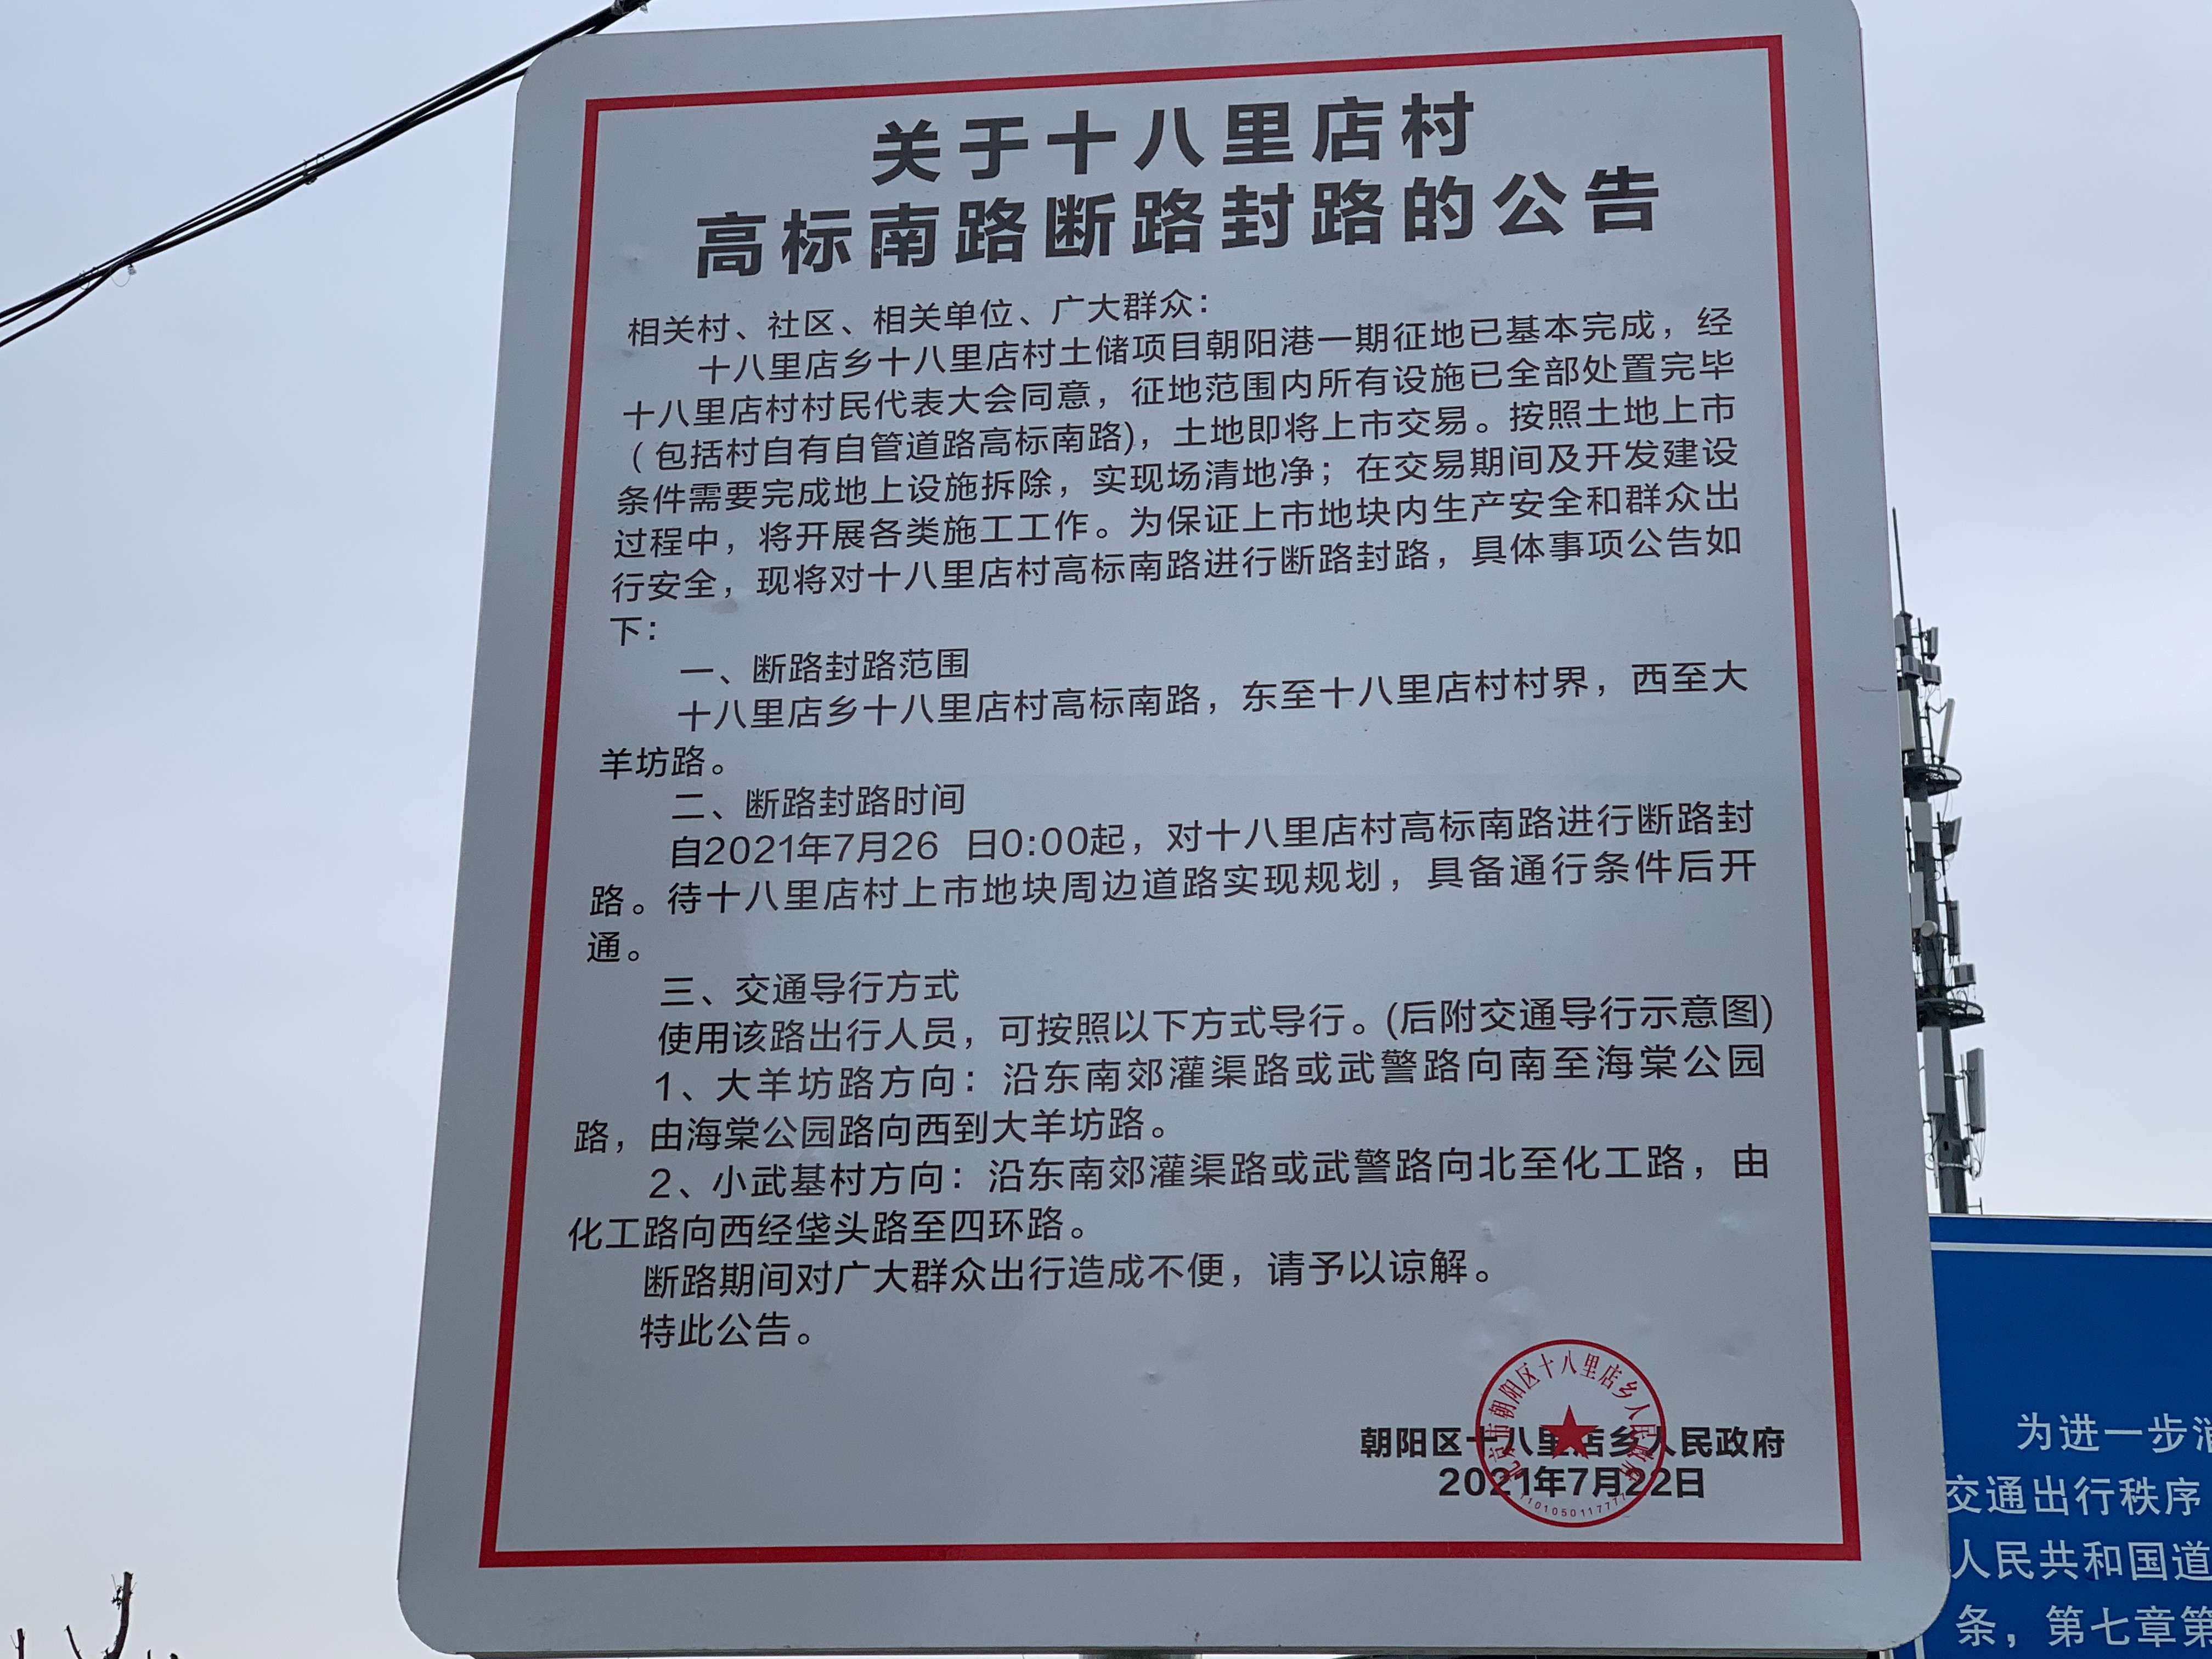 关于十八里店村
高标南路断路封路的公告
相关村、社区、相关单位、广大群众：
十八里店乡十八里店村土储项目朝阳港一期征地已基本完成，经
十八里店村村民代表大会同意，征地范围内所有设施已全部处置完毕
（包括村自有自管道路高标南路)，土地即将上市交易。按照土地上市
条件需要完成地上设施拆除，实现场清地净；在交易期间及开发建设
过程中，将开展各类施工工作。为保证上市地块内生产安全和群众出
行安全，现将对十八里店村高标南路进行断路封路，具体事项公告如
下：
一、断路封路范围
十八里店乡十八里店村高标南路，东至十八里店村村界，西至大
羊坊路。
二、断路封路时间
自2021年7月26 日0:00起，对十八里店村高标南路进行断路封
路。待十八里店村上市地块周边道路实现规划，具备通行条件后开
通。
三、交通导行方式
使用该路出行人员，可按照以下方式导行。(后附交通导行示意图)
1、大羊坊路方向：沿东南郊灌渠路或武警路向南至海棠公园
路，由海棠公园路向西到大羊坊路。
2、小武基村方向：沿东南郊灌渠路或武警路向北至化工路，由
化工路向西经垡头路至四环路。
断路期间对广大群众出行造成不便，请予以谅解。
特此公告。
朝阳区十八里店乡人民政府
2021年7月22日
北京市朝阳区十八里店乡人民政府
为进一步
交通出行秩序
人民共和国道
条，第七章第